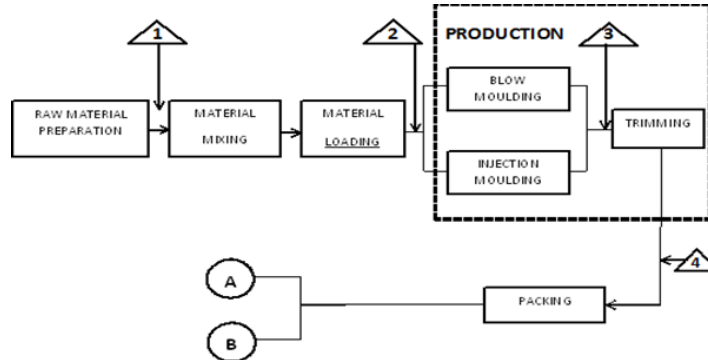 1
2
PRODUCTION
3
RAW MATERIAL
PREPARATION
MATERIAL
MIXING
MATERIAL
LOADING
BLOW
MOULDING
INJECTION
MOULDING
TRIMMING
4
A
B
PACKING